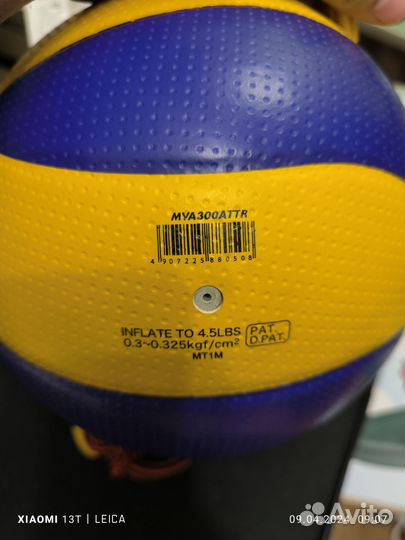 MVA300ATTR
4 907225 880508
INFLATE TO 4.5LBS
0.3~0.325kgf/cm²
MT1M
PAT.
D.PAT.
XIAOMI 13T | LEICA
09.04.2024 09:07
Avito